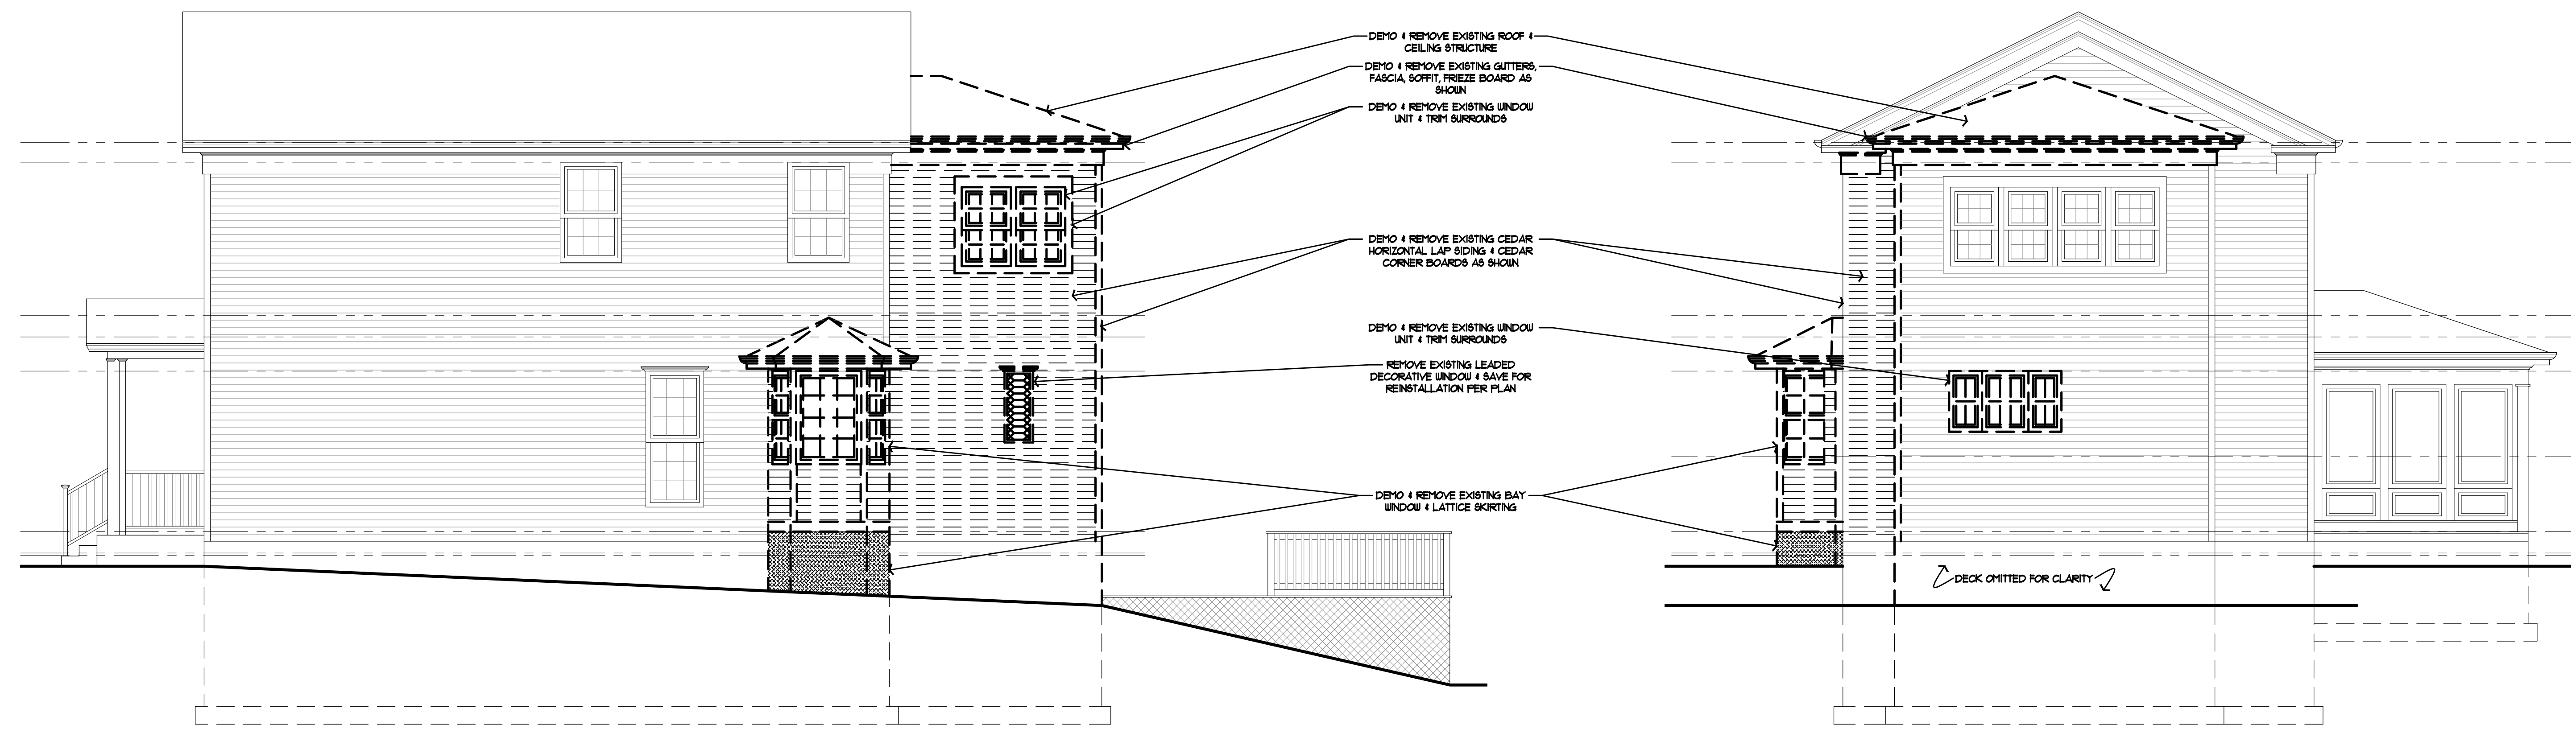 DEMO & REMOVE EXISTING ROOF &
CEILING STRUCTURE
DEMO & REMOVE EXISTING GUTTERS,
FASCIA, SOFFIT, FRIEZE BOARD AS
SHOWN
DEMO & REMOVE EXISTING WINDOW
UNIT & TRIM SURROUNDS
DEMO & REMOVE EXISTING CEDAR
HORIZONTAL LAP SIDING & CEDAR
CORNER BOARDS AS SHOWN
DEMO & REMOVE EXISTING WINDOW
UNIT & TRIM SURROUNDS
REMOVE EXISTING LEADED
DECORATIVE WINDOW & SAVE FOR
REINSTALLATION PER PLAN
DEMO & REMOVE EXISTING BAY
WINDOW & LATTICE SKIRTING
DECK OMITTED FOR CLARITY